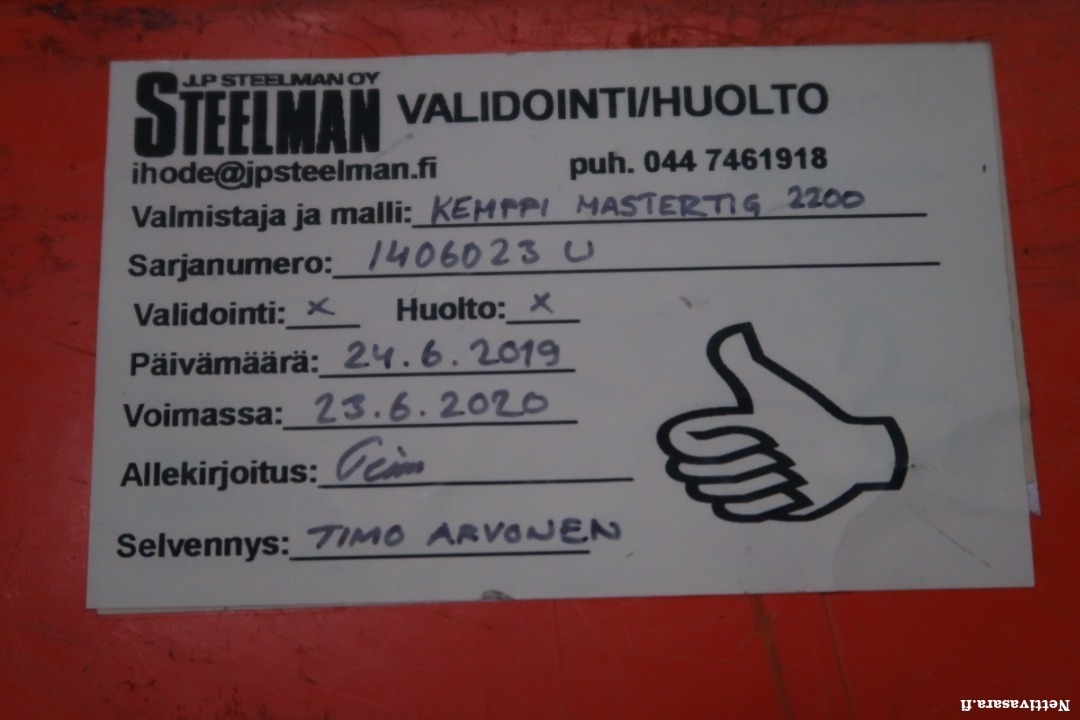 J.P STEELMAN OY
STEELMAN VALIDOINTI/HUOLTO
ihode@jpsteelman.fi puh. 044 7461918
Valmistaja ja malli: KEMPPI MASTERTIG 2200
Sarjanumero: 1406023 U
Validointi: x Huolto: x
Päivämäärä: 24.6.2019
Voimassa: 23.6.2020
Allekirjoitus:
Selvennys: TIMO ARVONEN
Nettivasara.fi